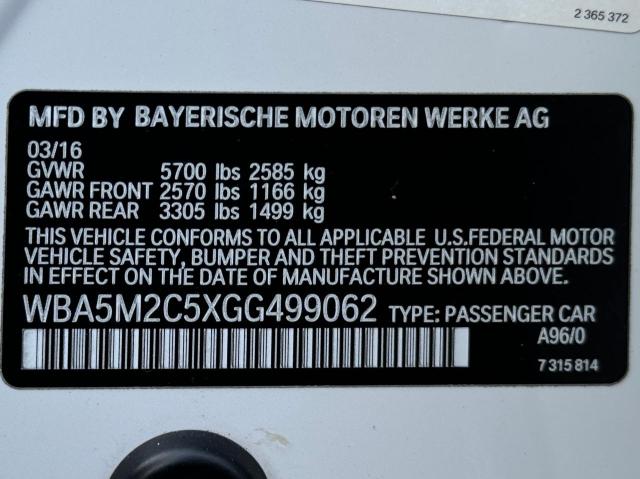 2 365 372
MFD BY BAYERISCHE MOTOREN WERKE AG
03/16
GVWR 5700 lbs 2585 kg
GAWR FRONT 2570 lbs 1166 kg
GAWR REAR 3305 lbs 1499 kg
THIS VEHICLE CONFORMS TO ALL APPLICABLE U.S.FEDERAL MOTOR
VEHICLE SAFETY, BUMPER AND THEFT PREVENTION STANDARDS
IN EFFECT ON THE DATE OF MANUFACTURE SHOWN ABOVE.
WBA5M2C5XGG499062 TYPE: PASSENGER CAR
A96/0
7 315 814